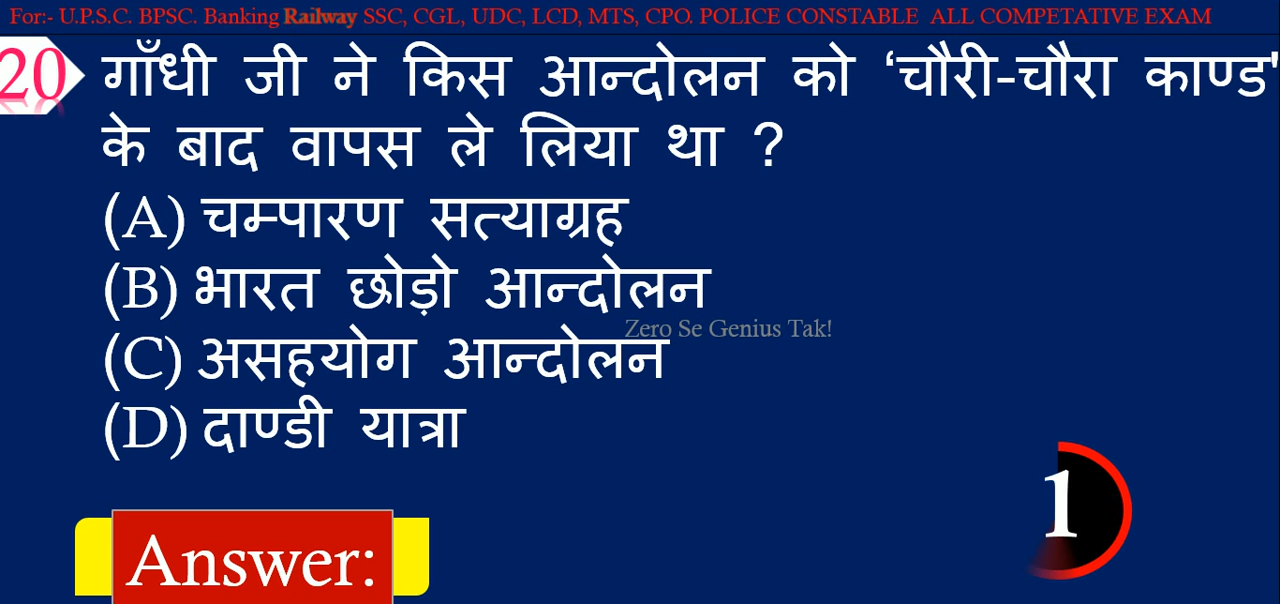 For:- U.P.S.C. BPSC. Banking Railway SSC, CGL, UDC, LCD, MTS, CPO. POLICE CONSTABLE ALL COMPETATIVE EXAM
20 गाँधी जी ने किस आन्दोलन को ‘चौरी-चौरा काण्ड'
के बाद वापस ले लिया था ?
(A) चम्पारण सत्याग्रह
(B) भारत छोड़ो आन्दोलन
Zero Se Genius Tak!
(C) असहयोग आन्दोलन
(D) दाण्डी यात्रा
1
Answer: